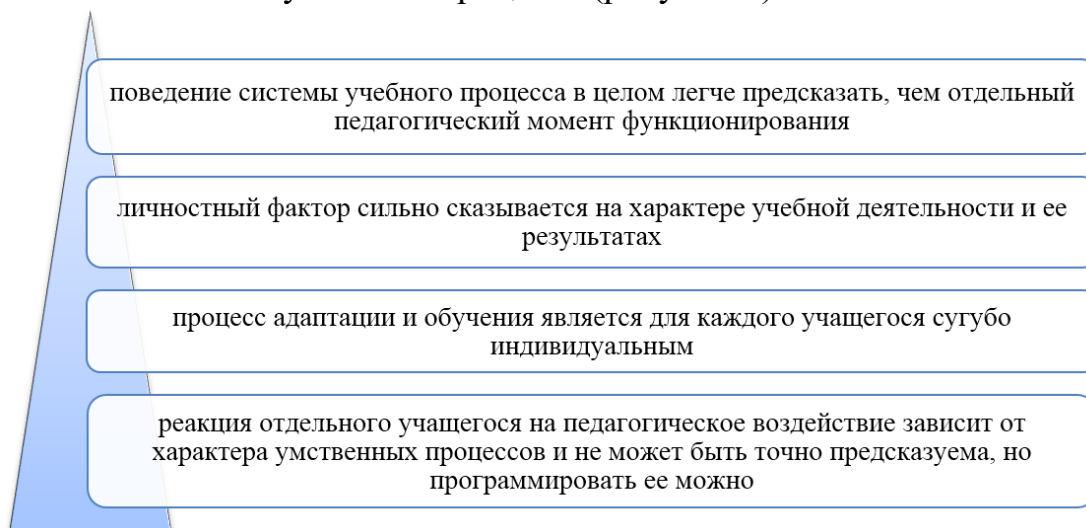 поведение системы учебного процесса в целом легче предсказать, чем отдельный
педагогический момент функционирования
личностный фактор сильно сказывается на характере учебной деятельности и ее
результатах
процесс адаптации и обучения является для каждого учащегося сугубо
индивидуальным
реакция отдельного учащегося на педагогическое воздействие зависит от
характера умственных процессов и не может быть точно предсказуема, но
программировать ее можно